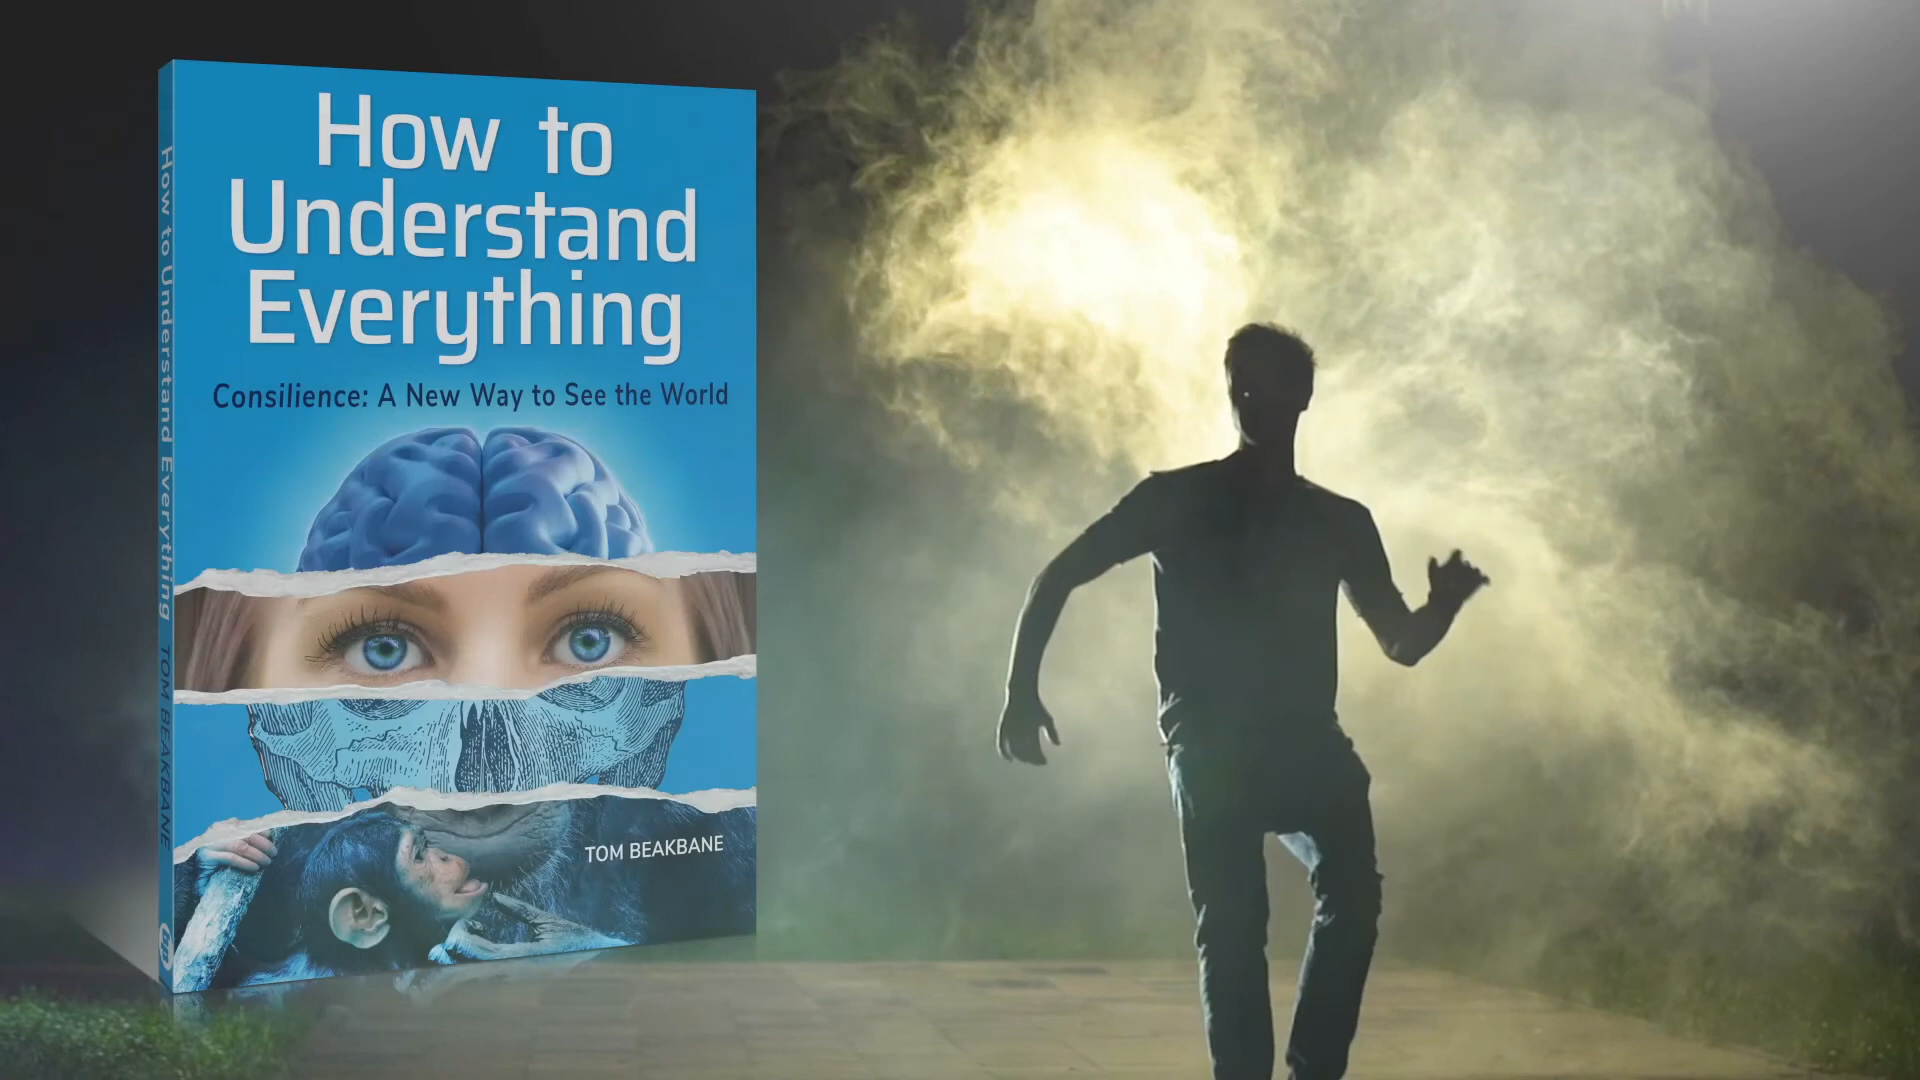 How to
Understand
Everything
Consilience: A New Way to See the World
TOM BEAKBANE
How to Understand Everything TOM BEAKBANE